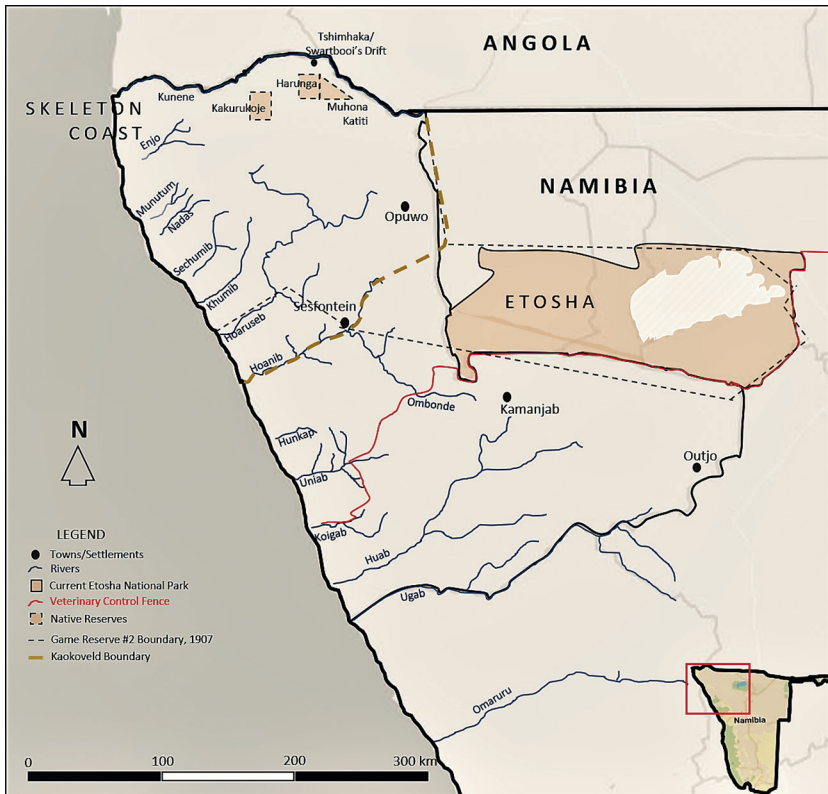 Tshimhaka/
Swartbooi's Drift
ANGOLA
Harunga
Kunene
Kakurukoje
Muhona
Katiti
SKELETON
COAST
Enjo
NAMIBIA
Munutum
Nadas
Opuwo
Sechumib
Khumib
ETOSHA
Sesfontein
Hoaruseb
Hoanib
Ombonde
Kamanjab
N
Hunkap
Outjo
Uniab
Koigab
Huab
Ugab
LEGEND
Towns/Settlements
Rivers
Current Etosha National Park
Veterinary Control Fence
Native Reserves
Game Reserve #2 Boundary, 1907
Kaokoveld Boundary
Omaruru
Namibia
0 100 200 300 km